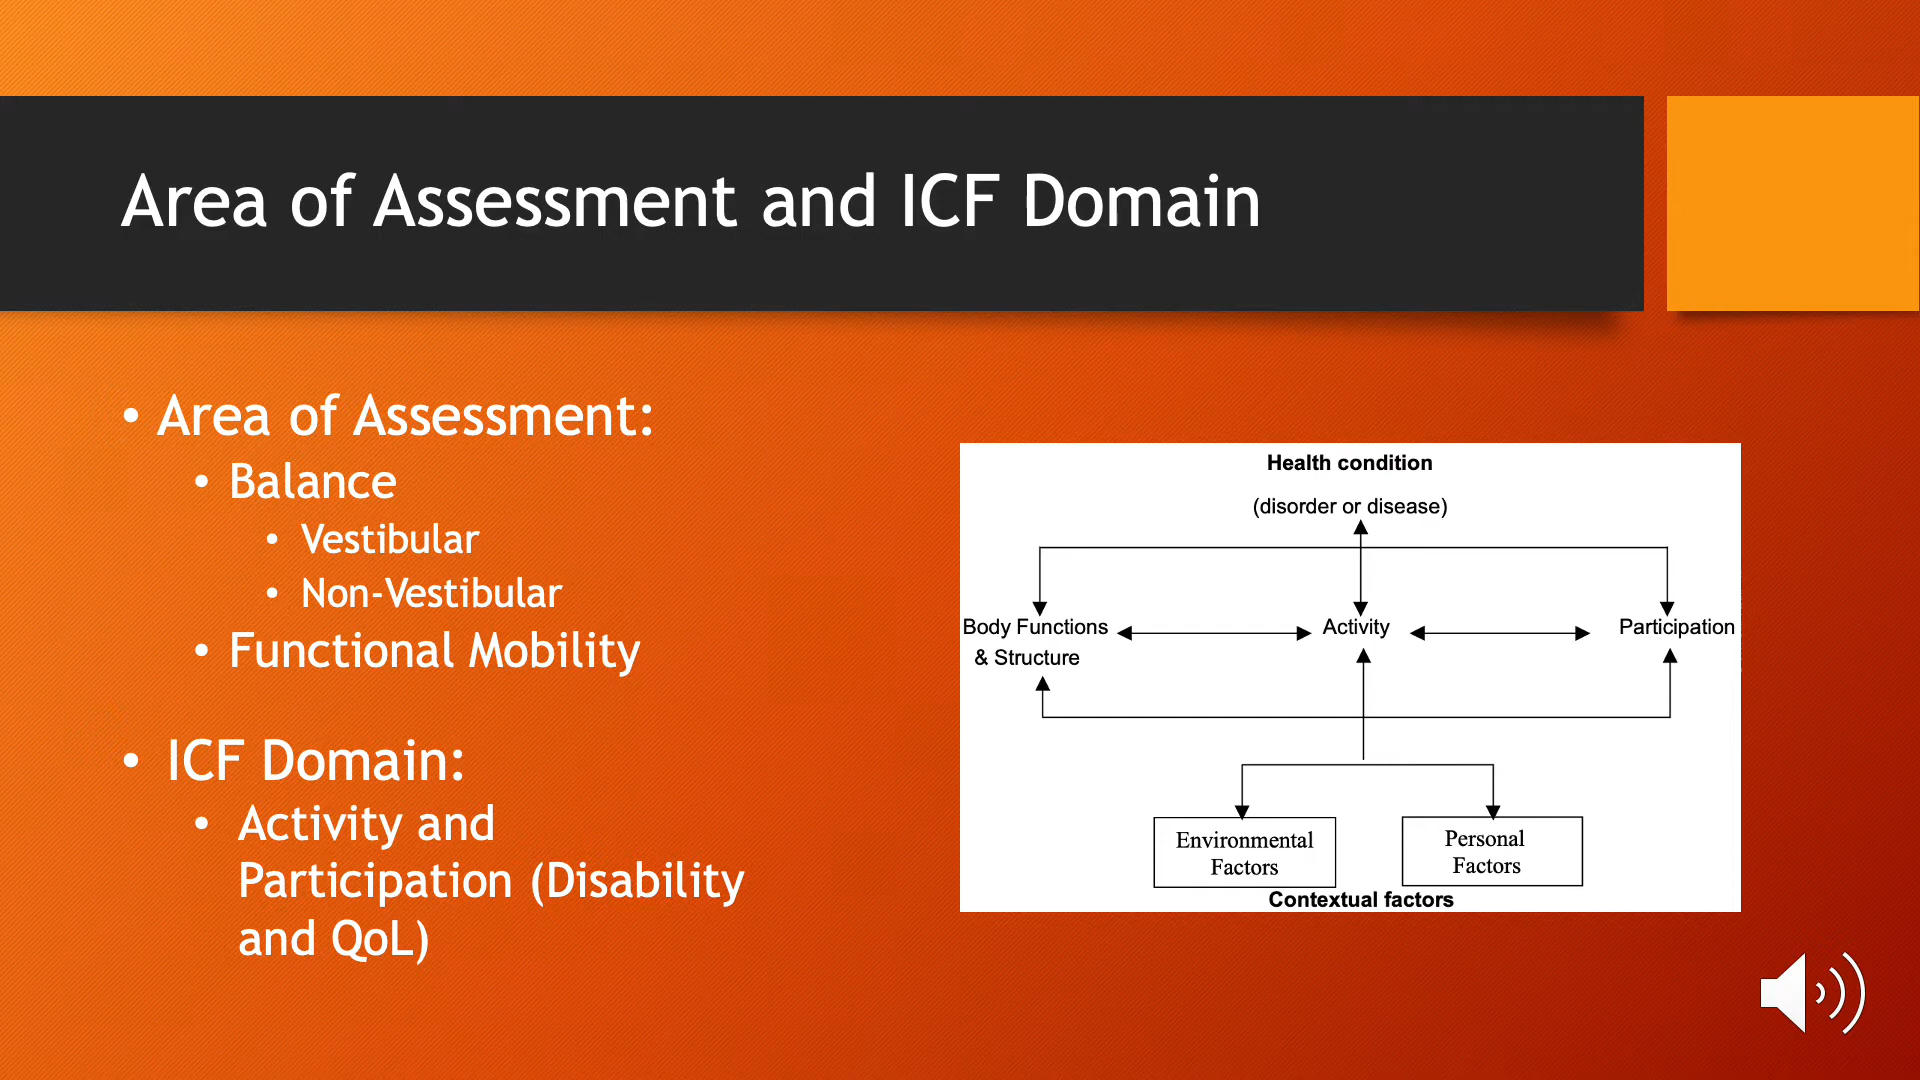 Area of Assessment and ICF Domain
• Area of Assessment:
• Balance
• Vestibular
• Non-Vestibular
• Functional Mobility
• ICF Domain:
• Activity and
Participation (Disability
and QoL)
Health condition
(disorder or disease)
Body Functions
& Structure
Activity
Participation
Environmental
Factors
Personal
Factors
Contextual factors